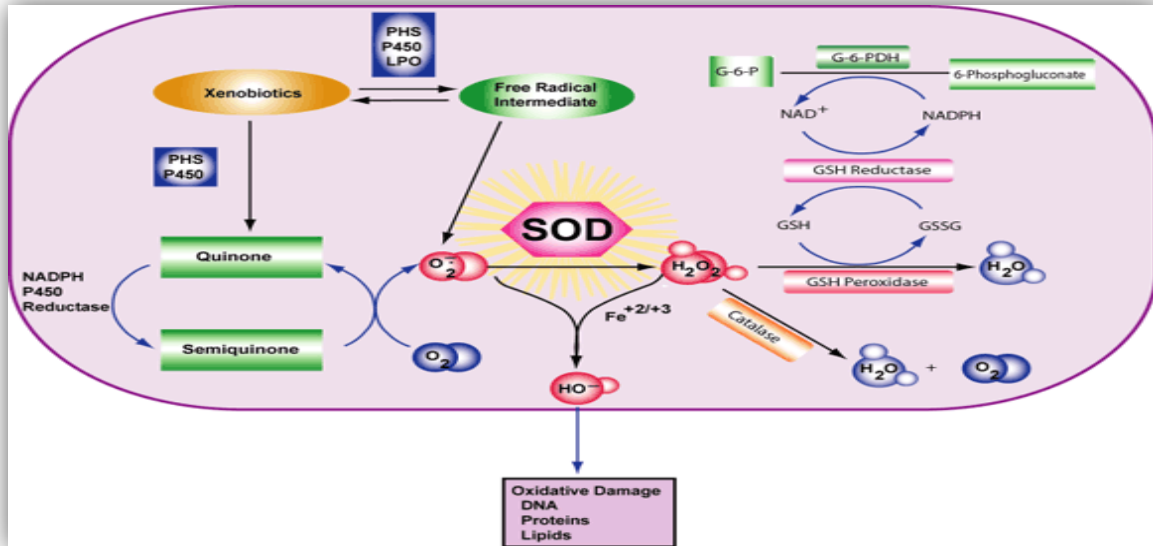 PHS
P450
LPO
Xenobiotics
Free Radical
Intermediate
G-6-P
G-6-PDH
6-Phosphogluconate
NAD+
NADPH
PHS
P450
GSH Reductase
SOD
GSH
GSSG
Quinone
O2-
H2O2
H2O
GSH Peroxidase
NADPH
P450
Reductase
Fe+2/+3
Catalase
Semiquinone
O2
H2O
+
O2
HO-
Oxidative Damage
DNA
Proteins
Lipids